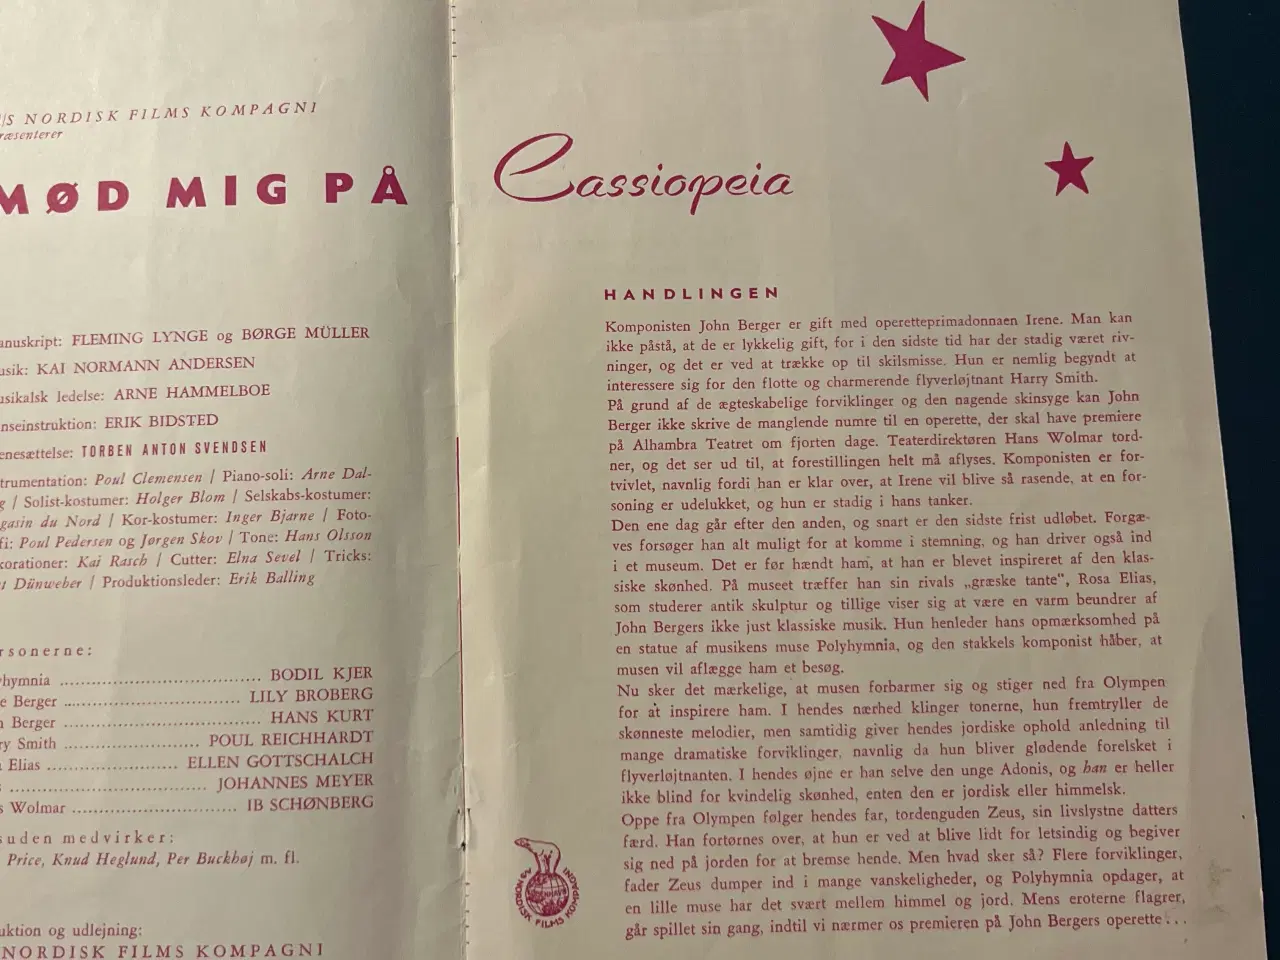 A/S NORDISK FILMS KOMPAGNI
præsenterer
MØD MIG PÅ
anuskript: FLEMING LYNGE og BØRGE MÜLLER
usik: KAI NORMANN ANDERSEN
usikalsk ledelse: ARNE HAMMELBOE
nseinstruktion: ERIK BIDSTED
enesættelse: TORBEN ANTON SVENDSEN
trumentation: Poul Clemensen / Piano-soli: Arne Dal-
g / Solist-kostumer: Holger Blom / Selskabs-kostumer:
gasin du Nord / Kor-kostumer: Inger Bjarne / Foto-
fi: Poul Pedersen og Jørgen Skov / Tone: Hans Olsson
korationer: Kai Rasch / Cutter: Elna Sevel / Tricks:
t Dünweber / Produktionsleder: Erik Balling
rsonerne:
yhymnia ........ BODIL KJER
e Berger ........ LILY BROBERG
n Berger ........ HANS KURT
ry Smith ........ POUL REICHHARDT
a Elias ........ ELLEN GOTTSCHALCH
s ........ JOHANNES MEYER
s Wolmar ........ IB SCHØNBERG
suden medvirker:
Price, Knud Heglund, Per Buckhøj m. fl.
uktion og udlejning:
NORDISK FILMS KOMPAGNI
Cassiopeia
HANDLINGEN
Komponisten John Berger er gift med operetteprimadonnaen Irene. Man kan
ikke påstå, at de er lykkelig gift, for i den sidste tid har der stadig været riv-
ninger, og det er ved at trække op til skilsmisse. Hun er nemlig begyndt at
interessere sig for den flotte og charmerende flyverløjtnant Harry Smith.
På grund af de ægteskabelige forviklinger og den nagende skinsyge kan John
Berger ikke skrive de manglende numre til en operette, der skal have premiere
på Alhambra Teatret om fjorten dage. Teaterdirektøren Hans Wolmar tord-
ner, og det ser ud til, at forestillingen helt må aflyses. Komponisten er for-
tvivlet, navnlig fordi han er klar over, at Irene vil blive så rasende, at en for-
soning er udelukket, og hun er stadig i hans tanker.
Den ene dag går efter den anden, og snart er den sidste frist udløbet. Forgæ-
ves forsøger han alt muligt for at komme i stemning, og han driver også ind
i et museum. Det er før hændt ham, at han er blevet inspireret af den klas-
siske skønhed. På museet træffer han sin rivals „græske tante", Rosa Elias,
som studerer antik skulptur og tillige viser sig at være en varm beundrer af
John Bergers ikke just klassiske musik. Hun henleder hans opmærksomhed på
en statue af musikens muse Polyhymnia, og den stakkels komponist håber, at
musen vil aflægge ham et besøg.
Nu sker det mærkelige, at musen forbarmer sig og stiger ned fra Olympen
for at inspirere ham. I hendes nærhed klinger tonerne, hun fremtryller de
skønneste melodier, men samtidig giver hendes jordiske ophold anledning til
mange dramatiske forviklinger, navnlig da hun bliver glødende forelsket i
flyverløjtnanten. I hendes øjne er han selve den unge Adonis, og han er heller
ikke blind for kvindelig skønhed, enten den er jordisk eller himmelsk.
Oppe fra Olympen følger hendes far, tordenguden Zeus, sin livslystne datters
færd. Han fortørnes over, at hun er ved at blive lidt for letsindig og begiver
sig ned på jorden for at bremse hende. Men hvad sker så? Flere forviklinger,
fader Zeus dumper ind i mange vanskeligheder, og Polyhymnia opdager, at
en lille muse har det svært mellem himmel og jord. Mens eroterne flagrer,
går spillet sin gang, indtil vi nærmer os premieren på John Bergers operette...
AS NORDISK FILMS KOMPAGNI